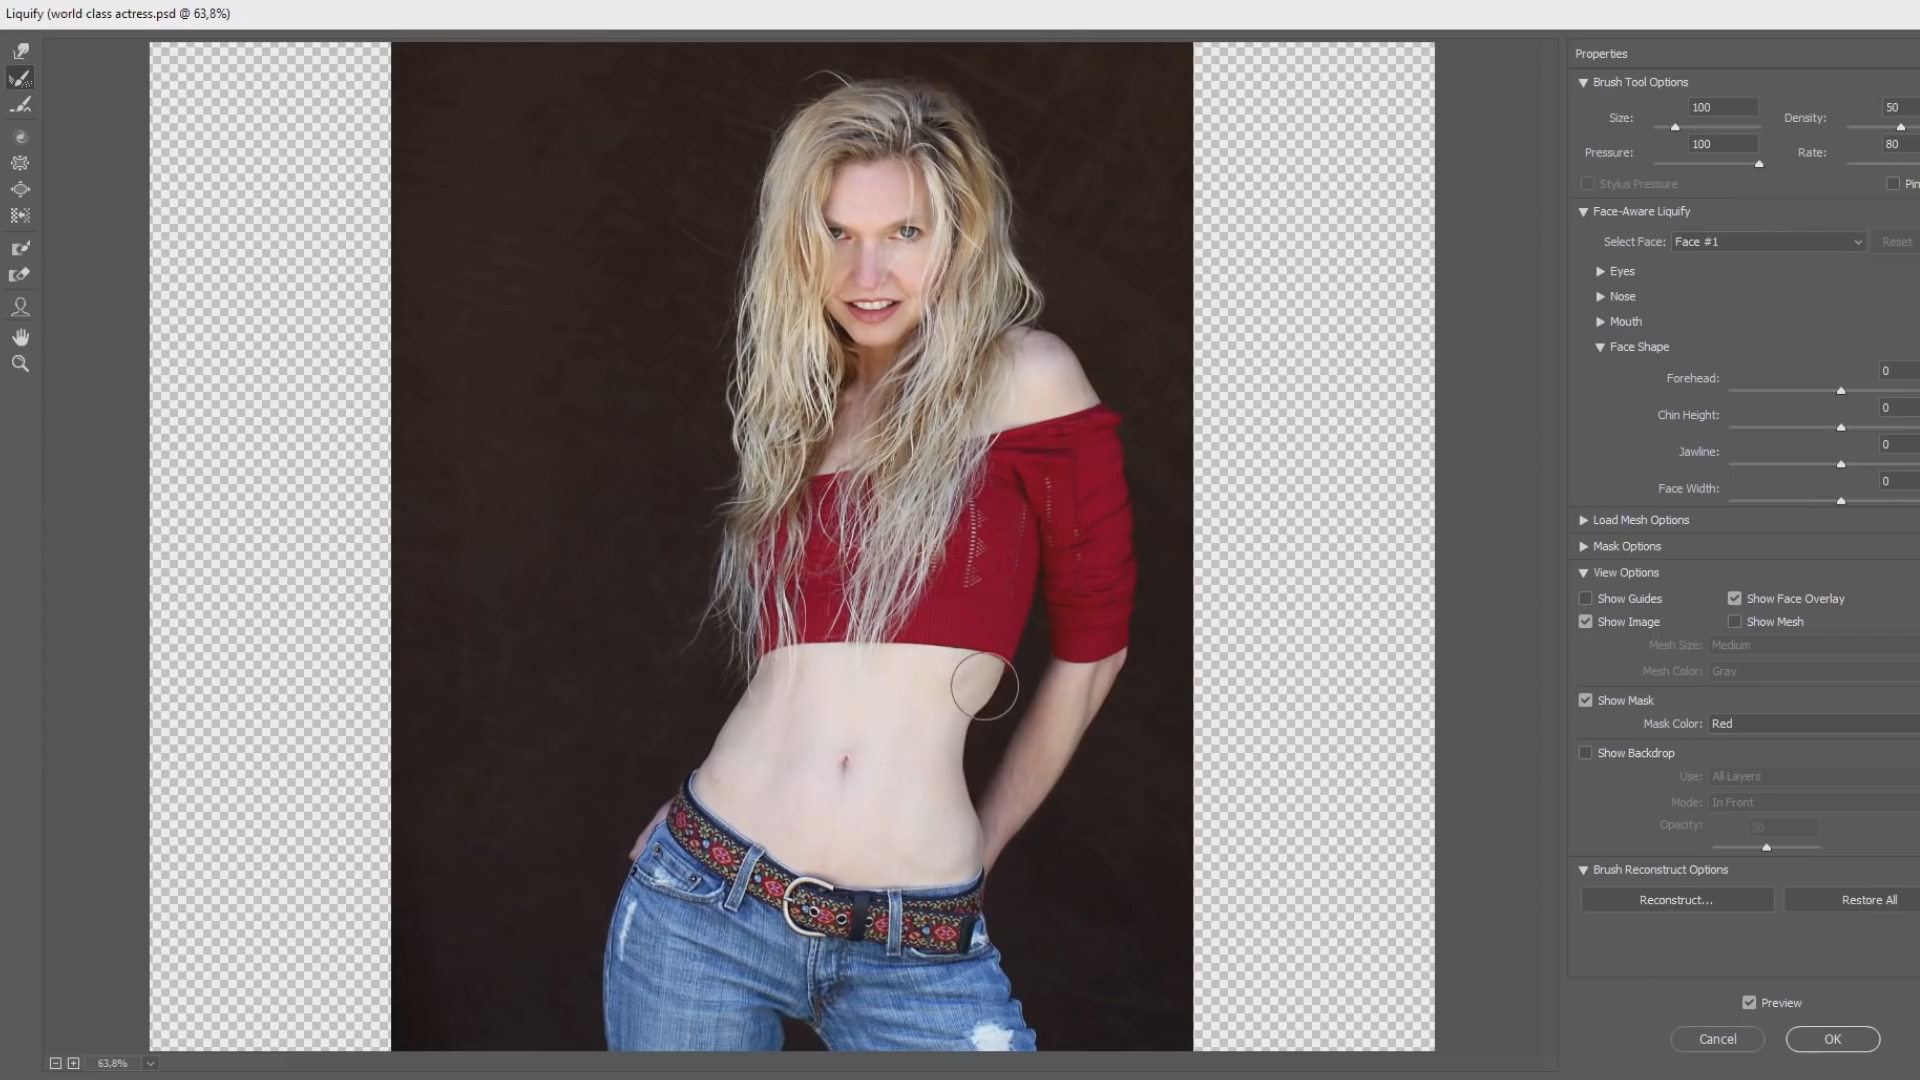 Liquify (world class actress.psd @ 63,8%)
Properties
Brush Tool Options
Size: 100 Density: 50
Pressure: 100 Rate: 80
Stylus Pressure Pin
Face-Aware Liquify
Select Face: Face #1 Reset
Eyes
Nose
Mouth
Face Shape
Forehead: 0
Chin Height: 0
Jawline: 0
Face Width: 0
Load Mesh Options
Mask Options
View Options
Show Guides Show Face Overlay
Show Image Show Mesh
Mesh Size: Medium
Mesh Color: Gray
Show Mask
Mask Color: Red
Show Backdrop
Use: All Layers
Mode: In Front
Opacity: 50
Brush Reconstruct Options
Reconstruct... Restore All
Preview
Cancel OK
63,8%